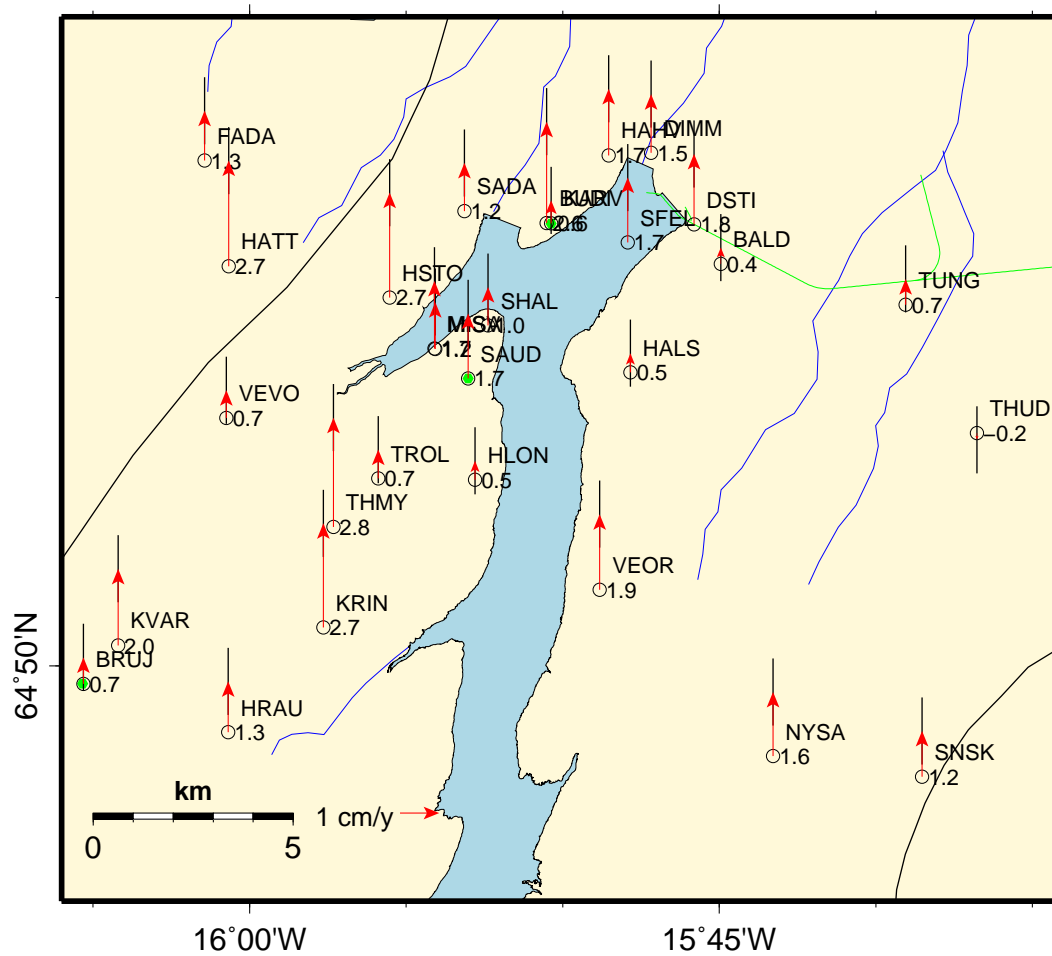 FADA
1.3
HAHV
1.7
DIMM
1.5
HATT
2.7
SADA
1.2
KARV
SFEL
1.7
DSTI
1.8
BALD
0.4
HSTO
2.7
TUNG
0.7
SHAL
1.0
SAUD
1.7
HALS
0.5
VEVO
0.7
THUD
−0.2
TROL
0.7
HLON
0.5
THMY
2.8
VEOR
1.9
KRIN
2.7
KVAR
2.0
BRUJ
0.7
HRAU
1.3
NYSA
1.6
SNSK
1.2
km
0 5
1 cm/y
64°50'N
16°00'W 15°45'W